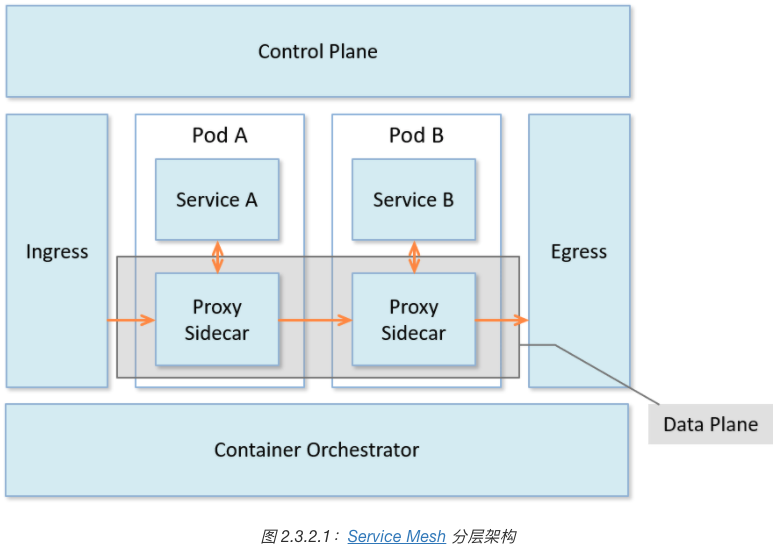 Control Plane
Pod A
Pod B
Service A
Service B
Ingress
Egress
Proxy
Sidecar
Proxy
Sidecar
Data Plane
Container Orchestrator
图 2.3.2.1：Service Mesh 分层架构